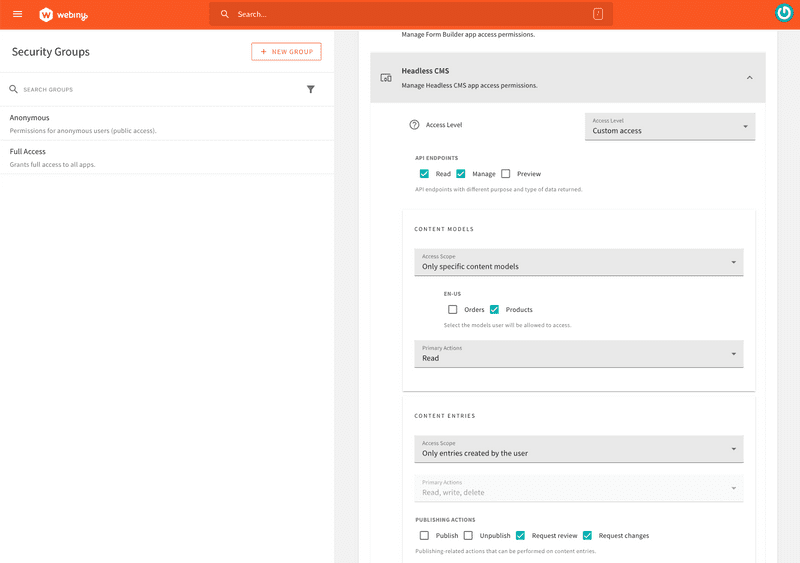 webiny
Search...
/
Security Groups
+ NEW GROUP
SEARCH GROUPS
Anonymous
Permissions for anonymous users (public access).
Full Access
Grants full access to all apps.
Manage Form Builder app access permissions.
Headless CMS
Manage Headless CMS app access permissions.
Access Level
Access Level
Custom access
API ENDPOINTS
Read Manage Preview
API endpoints with different purpose and type of data returned.
CONTENT MODELS
Access Scope
Only specific content models
EN-US
Orders Products
Select the models user will be allowed to access.
Primary Actions
Read
CONTENT ENTRIES
Access Scope
Only entries created by the user
Primary Actions
Read, write, delete
PUBLISHING ACTIONS
Publish Unpublish Request review Request changes
Publishing-related actions that can be performed on content entries.